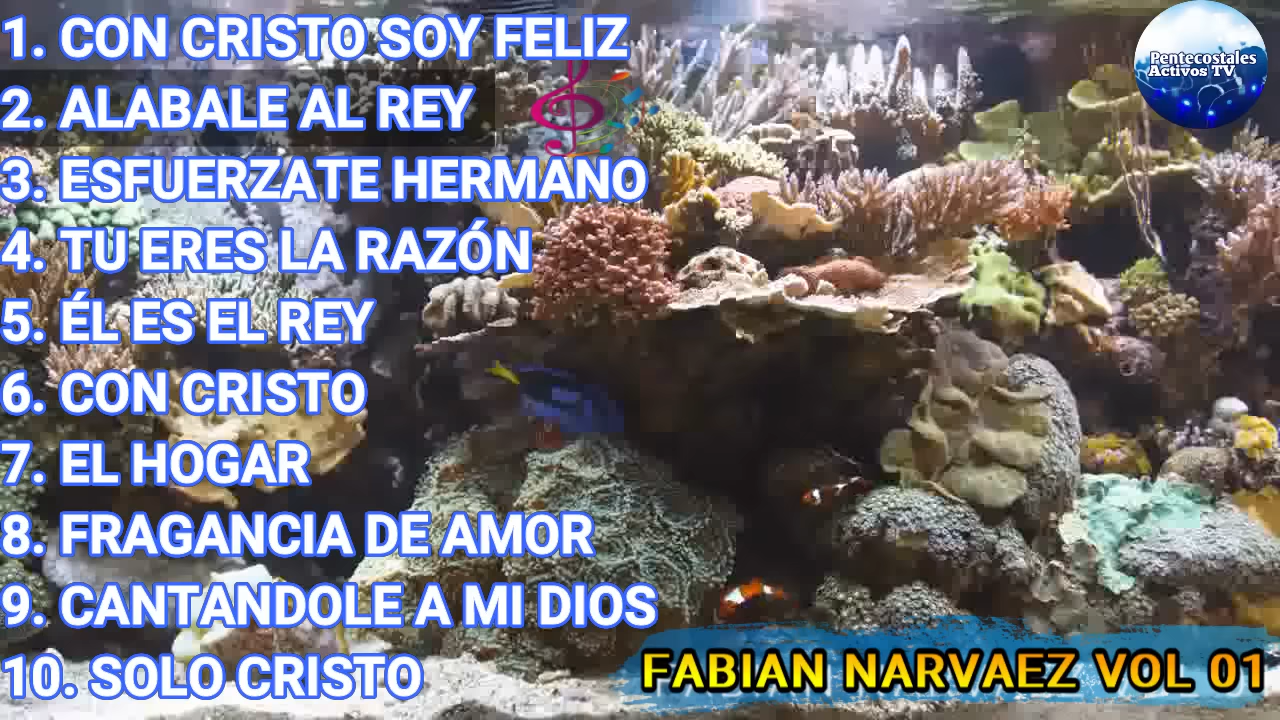 1. CON CRISTO SOY FELIZ
2. ALABALE AL REY
3. ESFUERZATE HERMANO
4. TU ERES LA RAZÓN
5. ÉL ES EL REY
6. CON CRISTO
7. EL HOGAR
8. FRAGANCIA DE AMOR
9. CANTANDOLE A MI DIOS
10. SOLO CRISTO
Pentecostales
Activos TV
FABIAN NARVAEZ VOL 01